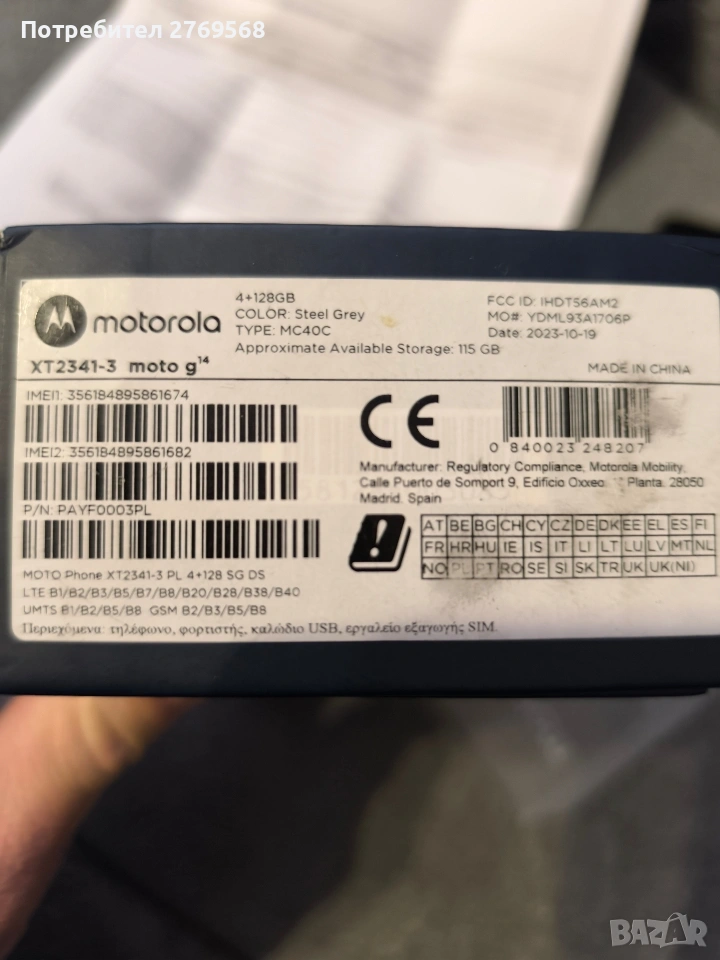 Потребител 2769568
motorola
4+128GB
COLOR: Steel Grey
TYPE: MC40C
Approximate Available Storage: 115 GB
FCC ID: IHDT56AM2
MO#: YDML93A1706P
Date: 2023-10-19
XT2341-3 moto g14
MADE IN CHINA
IMEI1: 356184895861674
IMEI2: 356184895861682
P/N: PAYF0003PL
CE
0 840023 248207
Manufacturer: Regulatory Compliance, Motorola Mobility,
Calle Puerto de Somport 9, Edificio Oxxeo, Planta, 28050
Madrid. Spain
AT BE BG CH CY CZ DE DK EE EL ES FI
FR HR HU IE IS IT LI LT LU LV MT NL
NO PL PT RO SE SI SK TR UK UK(NI)
MOTO Phone XT2341-3 PL 4+128 SG DS
LTE B1/B2/B3/B5/B7/B8/B20/B28/B38/B40
UMTS B1/B2/B5/B8 GSM B2/B3/B5/B8
Περιεχόμενα: τηλέφωνο, φορτιστής, καλώδιο USB, εργαλείο εξαγωγής SIM.
BAZAR